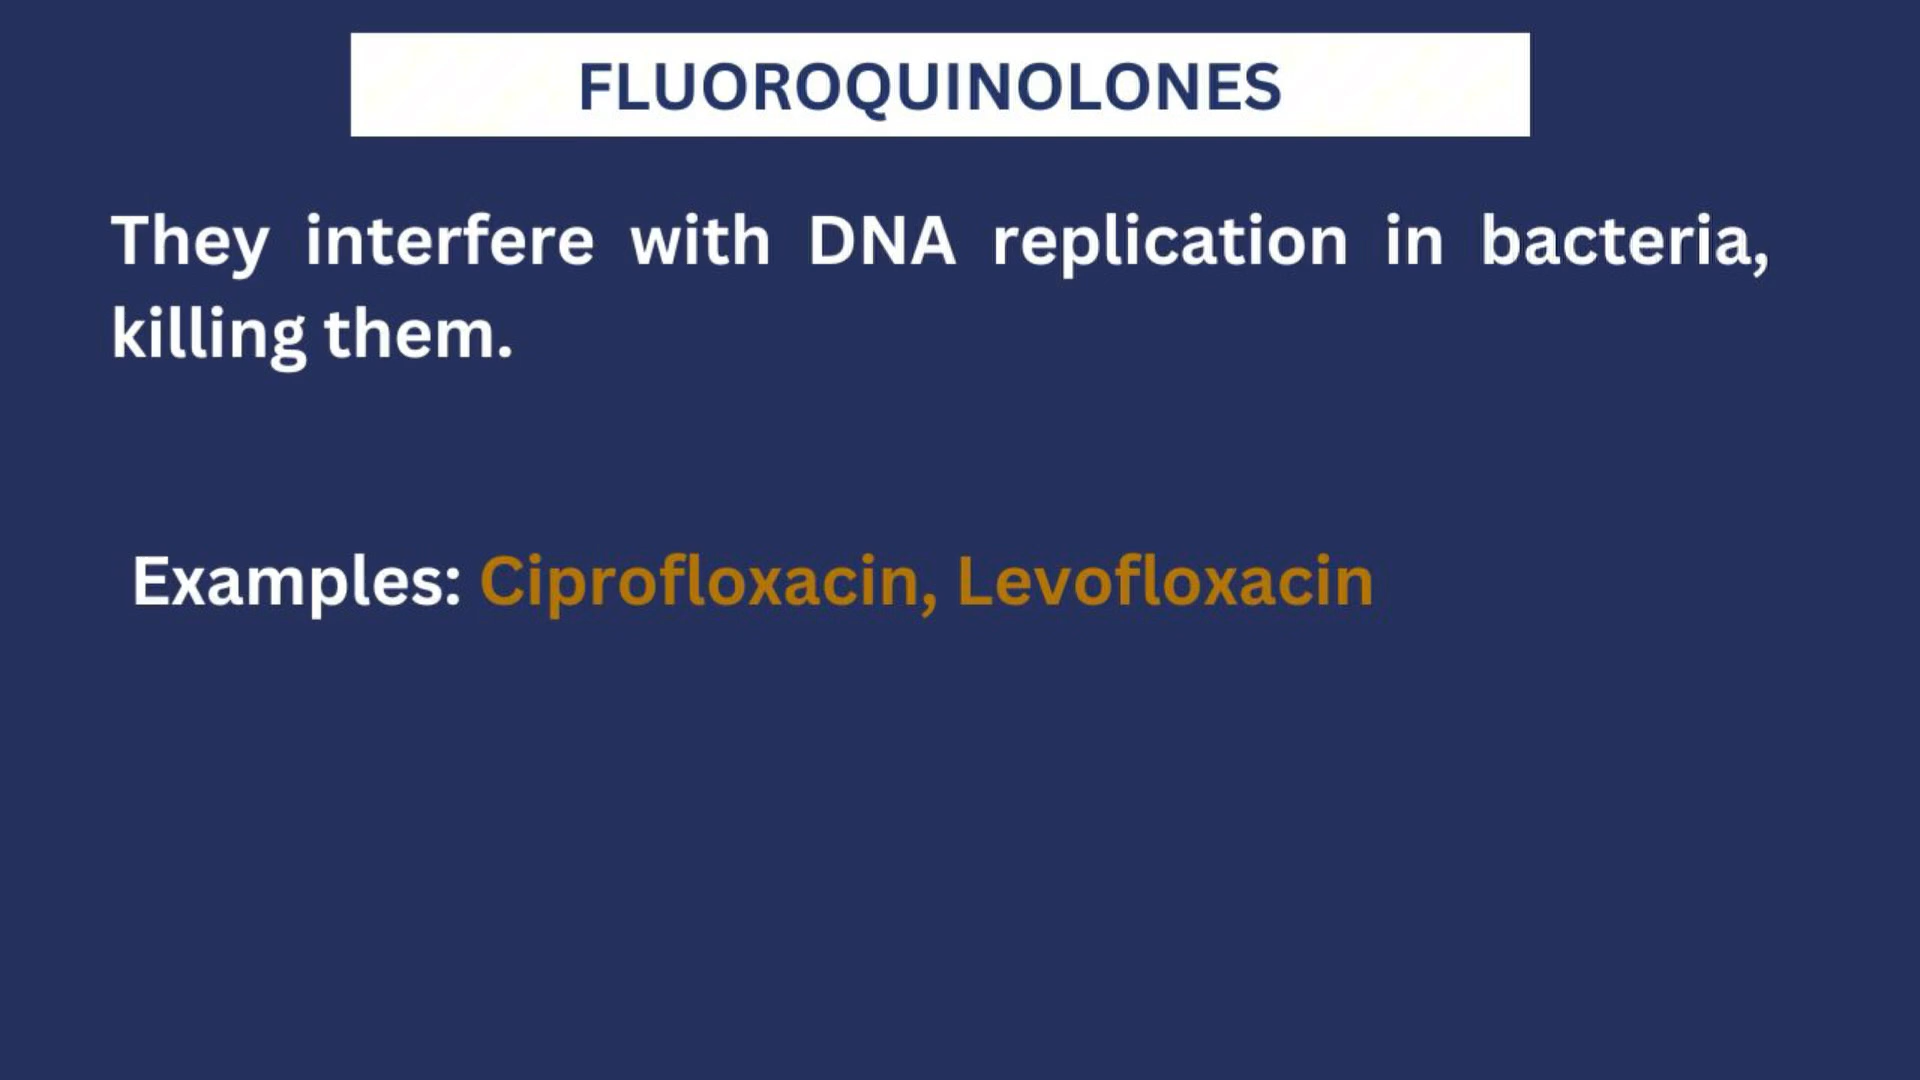 FLUOROQUINOLONES
They interfere with DNA replication in bacteria,
killing them.
Examples: Ciprofloxacin, Levofloxacin